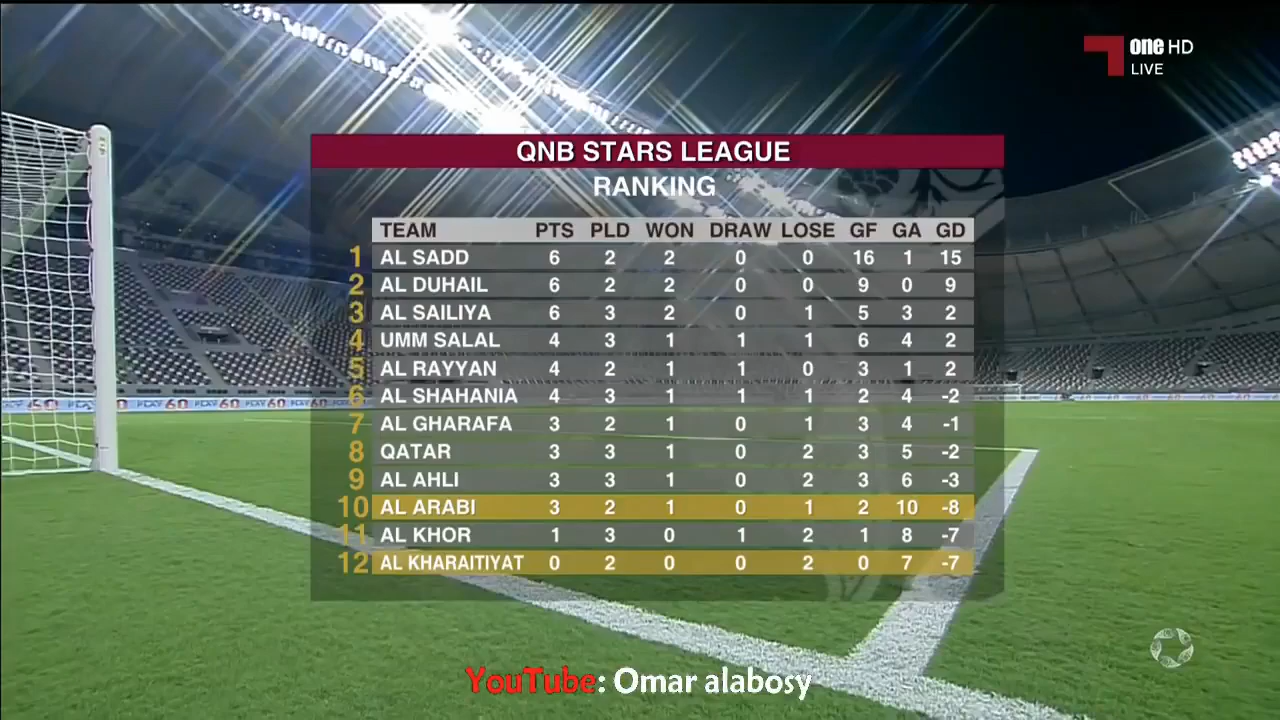 one HD
LIVE
QNB STARS LEAGUE
RANKING
TEAM PTS PLD WON DRAW LOSE GF GA GD
1 AL SADD 6 2 2 0 0 16 1 15
2 AL DUHAIL 6 2 2 0 0 9 0 9
3 AL SAILIYA 6 3 2 0 1 5 3 2
4 UMM SALAL 4 3 1 1 1 6 4 2
5 AL RAYYAN 4 2 1 1 0 3 1 2
6 AL SHAHANIA 4 3 1 1 1 2 4 -2
7 AL GHARAFA 3 2 1 0 1 3 4 -1
8 QATAR 3 3 1 0 2 3 5 -2
9 AL AHLI 3 3 1 0 2 3 6 -3
10 AL ARABI 3 2 1 0 1 2 10 -8
11 AL KHOR 1 3 0 1 2 1 8 -7
12 AL KHARAITIYAT 0 2 0 0 2 0 7 -7
YouTube: Omar alabosy